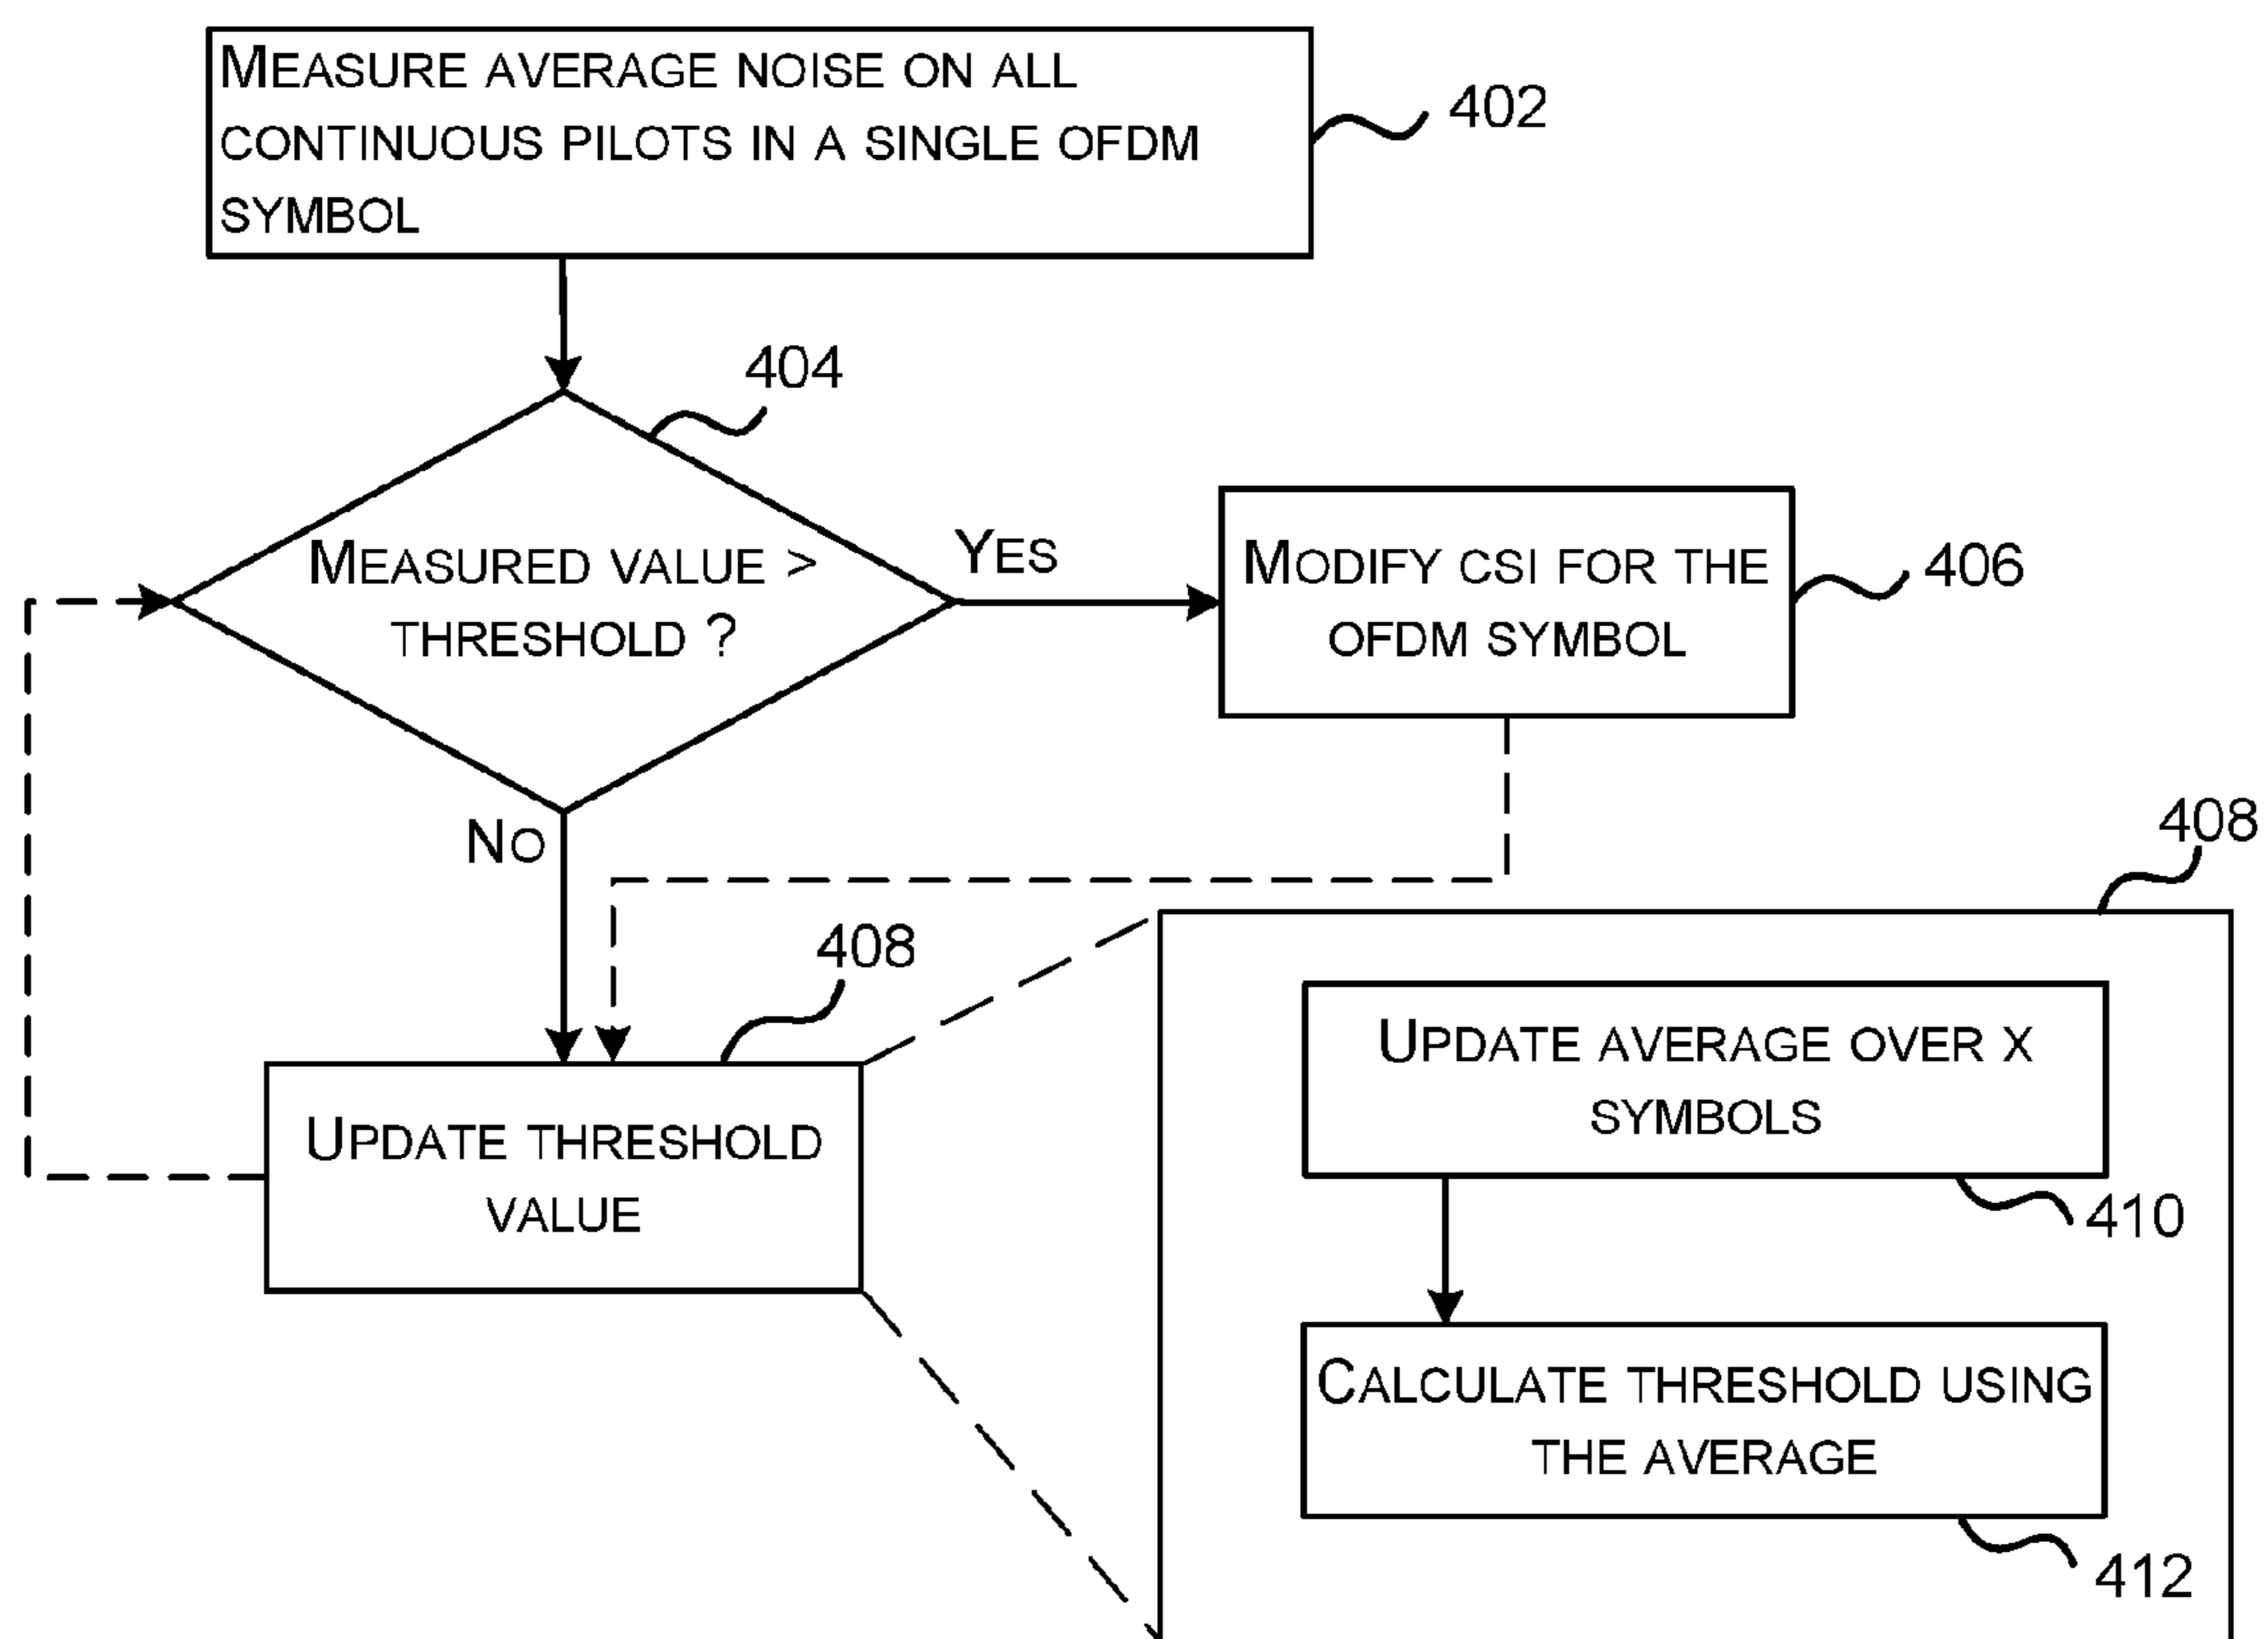 MEASURE AVERAGE NOISE ON ALL
CONTINUOUS PILOTS IN A SINGLE OFDM
SYMBOL
402
404
MEASURED VALUE >
THRESHOLD ?
YES
MODIFY CSI FOR THE
OFDM SYMBOL
406
NO
408
UPDATE THRESHOLD
VALUE
408
UPDATE AVERAGE OVER X
SYMBOLS
410
CALCULATE THRESHOLD USING
THE AVERAGE
412